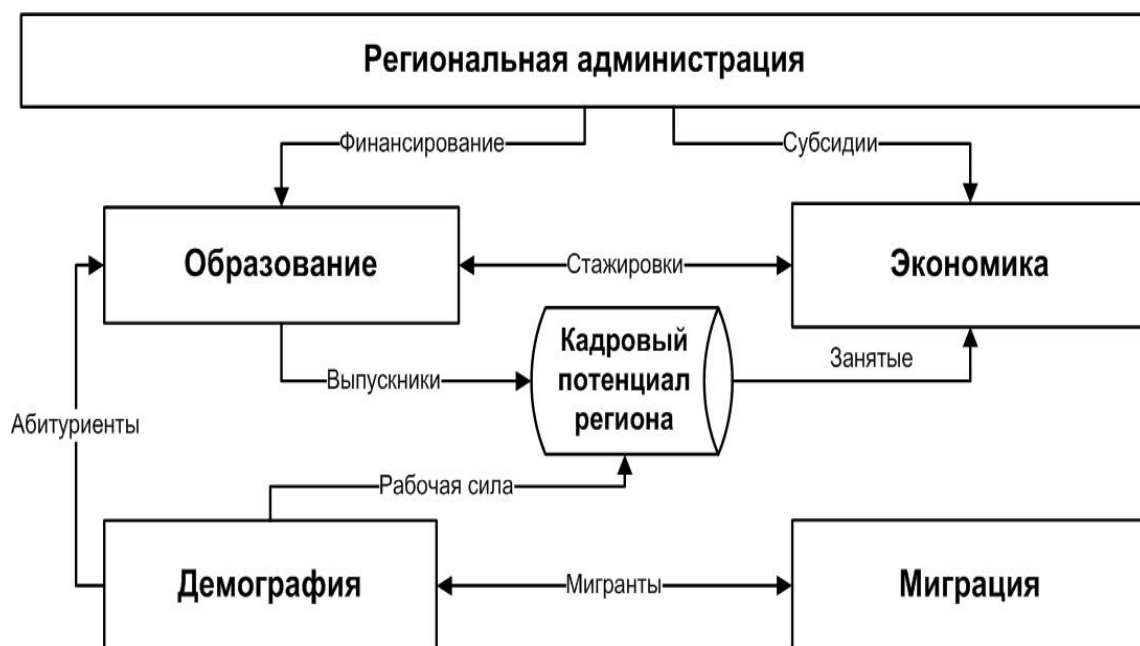 Региональная администрация
Финансирование
Субсидии
Образование
Стажировки
Экономика
Кадровый
потенциал
региона
Занятые
Выпускники
Абитуриенты
Рабочая сила
Демография
Мигранты
Миграция